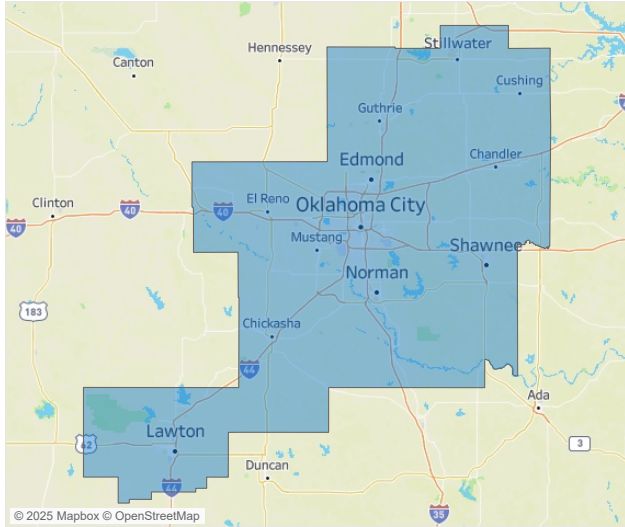 Stillwater
Hennessey
Canton
Cushing
Guthrie
Edmond
Chandler
El Reno
Clinton
40
40
40
Oklahoma City
Mustang
Shawnee
Norman
183
Chickasha
44
Ada
Lawton
62
3
Duncan
44
35
© 2025 Mapbox © OpenStreetMap